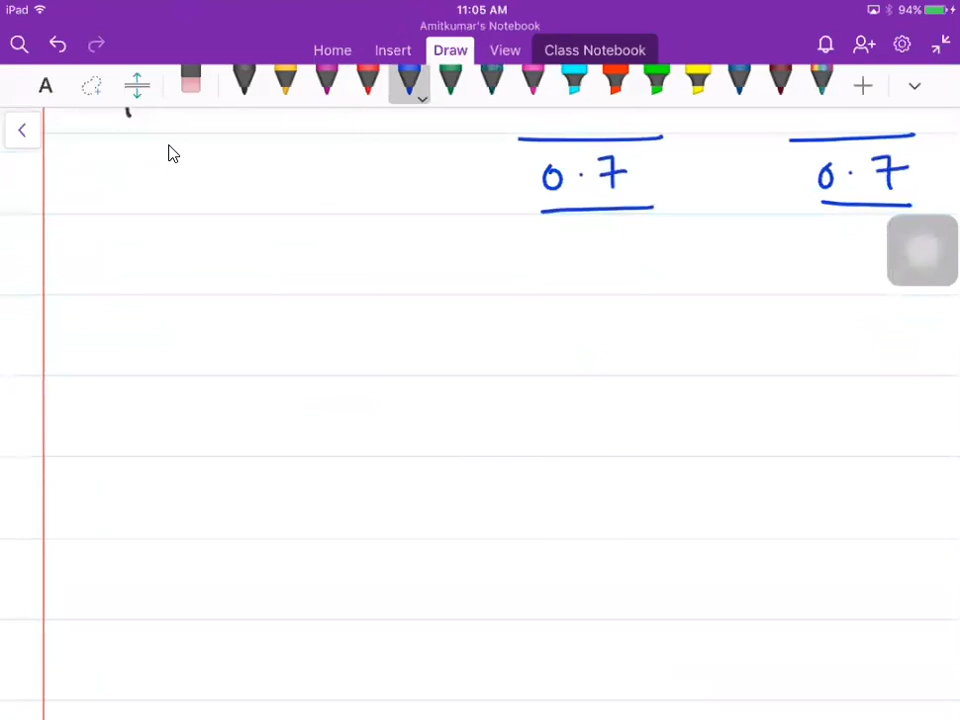 iPad 11:05 AM 94%
Amitkumar's Notebook
Home Insert Draw View Class Notebook
A
0.7 0.7